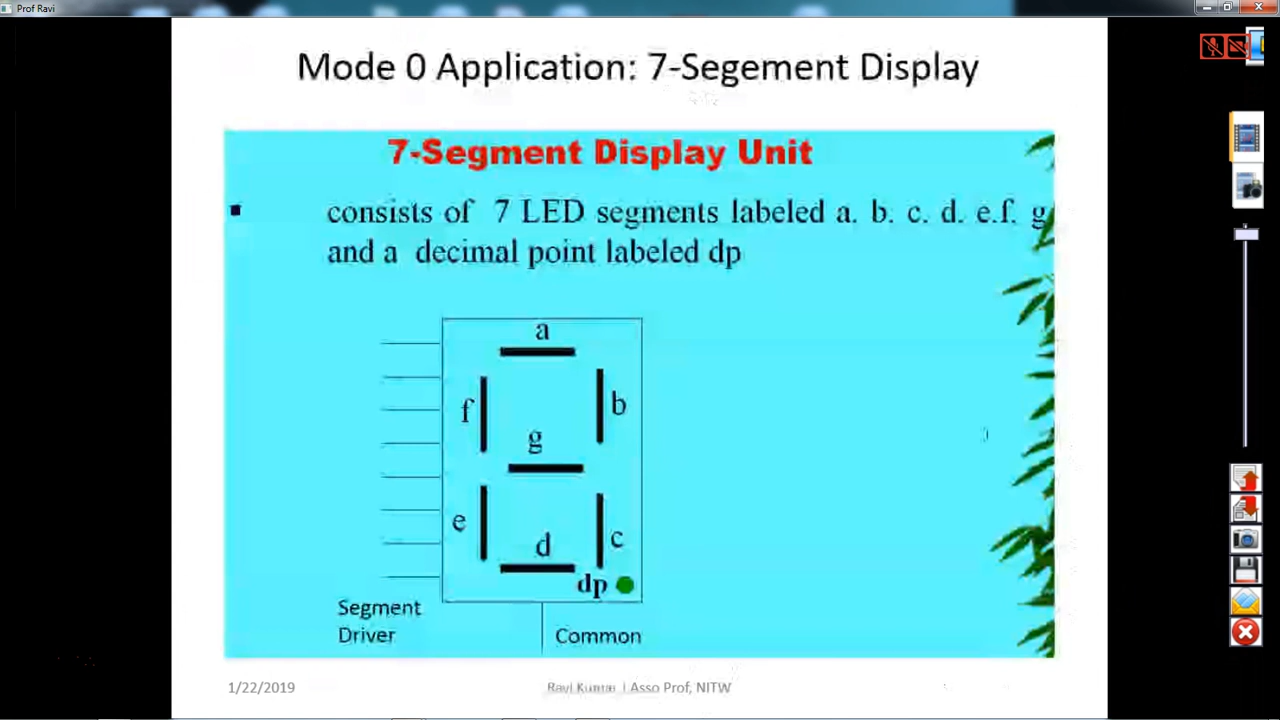 Prof Ravi
Mode 0 Application: 7-Segement Display
7-Segment Display Unit
consists of 7 LED segments labeled a. b. c. d. e.f. g
and a decimal point labeled dp
a
f
b
g
e
d
c
dp
Segment
Driver
Common
1/22/2019
Ravi Kumar J Asso Prof, NITW